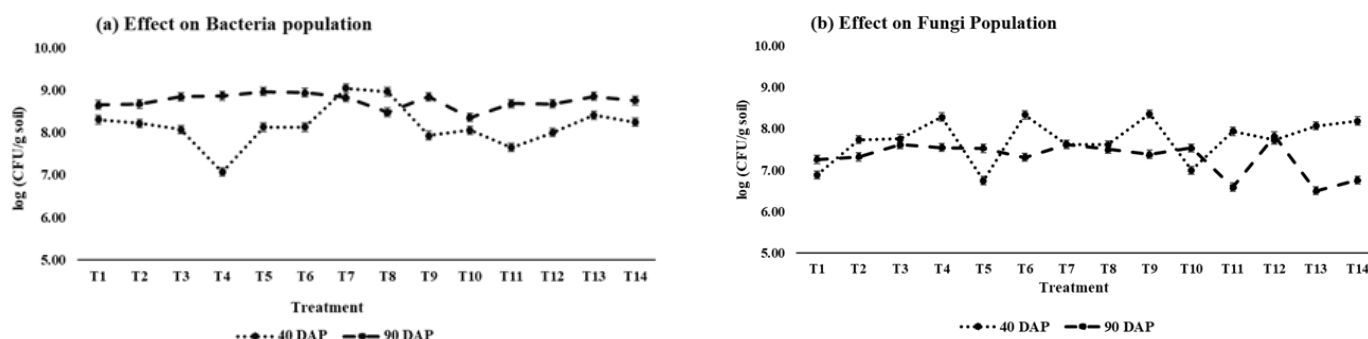 (a) Effect on Bacteria population
10.00
9.00
8.00
7.00
6.00
5.00
log (CFU/g soil)
T1 T2 T3 T4 T5 T6 T7 T8 T9 T10 T11 T12 T13 T14
Treatment
40 DAP 90 DAP
(b) Effect on Fungi Population
10.00
9.00
8.00
7.00
6.00
5.00
log (CFU/g soil)
T1 T2 T3 T4 T5 T6 T7 T8 T9 T10 T11 T12 T13 T14
Treatment
40 DAP 90 DAP